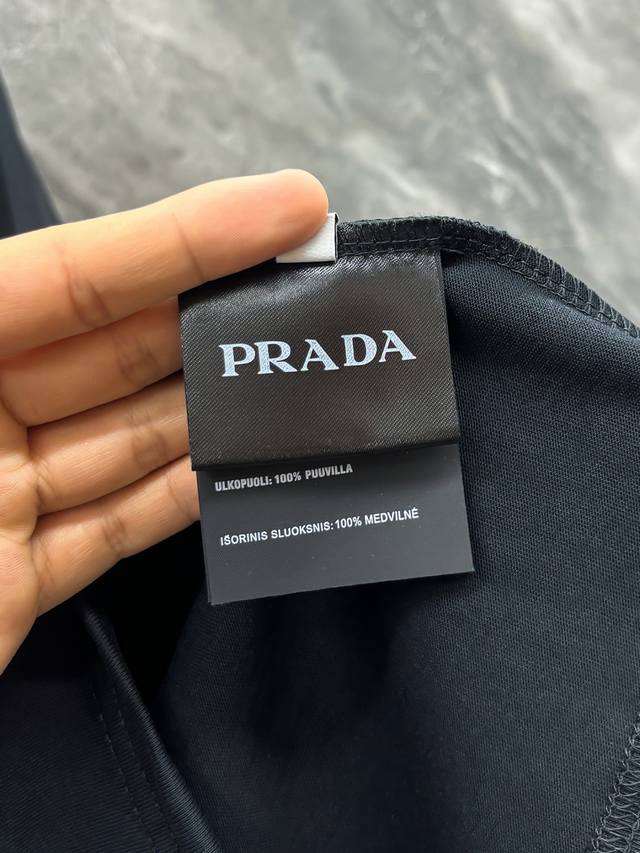 PRADA
ULKOPUOLI: 100% PUUVILLA
IŠORINIS SLUOKSNIS: 100% MEDVILNĖ